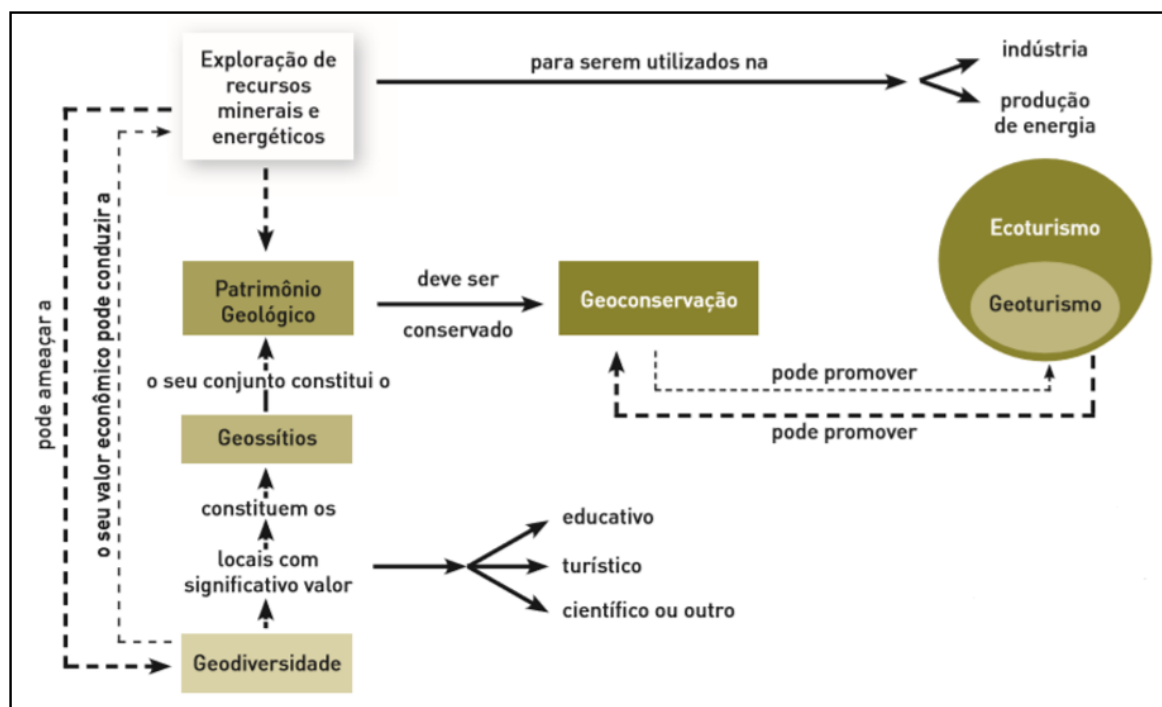 Exploração de
recursos
minerais e
energéticos
para serem utilizados na
indústria
produção
de energia
pode ameaçar a
o seu valor econômico pode conduzir a
Ecoturismo
Geoturismo
Patrimônio
Geológico
deve ser
conservado
Geoconservação
pode promover
pode promover
o seu conjunto constitui o
Geossítios
constituem os
locais com
significativo valor
educativo
turístico
científico ou outro
Geodiversidade